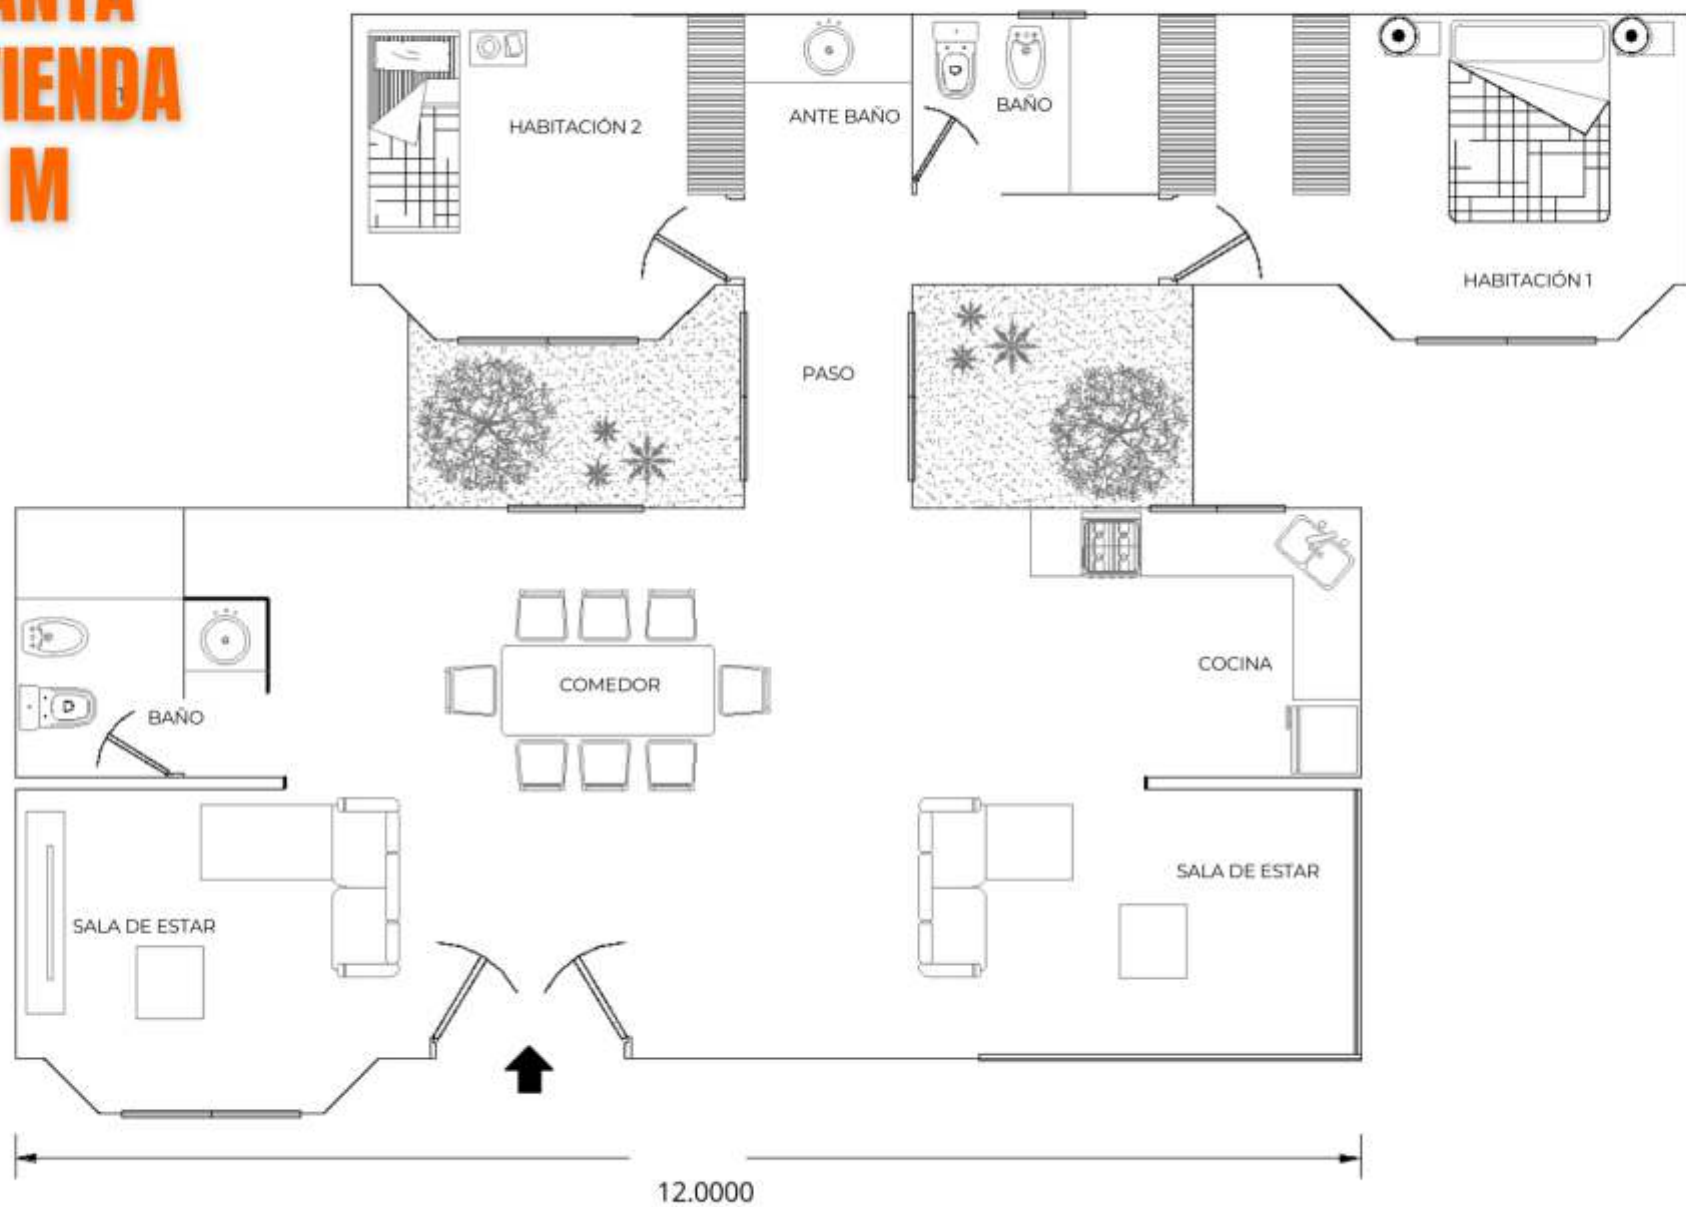 IENDA
M
HABITACIÓN 2
ANTE BAÑO
BAÑO
HABITACIÓN 1
PASO
COMEDOR
COCINA
BAÑO
SALA DE ESTAR
SALA DE ESTAR
12.0000